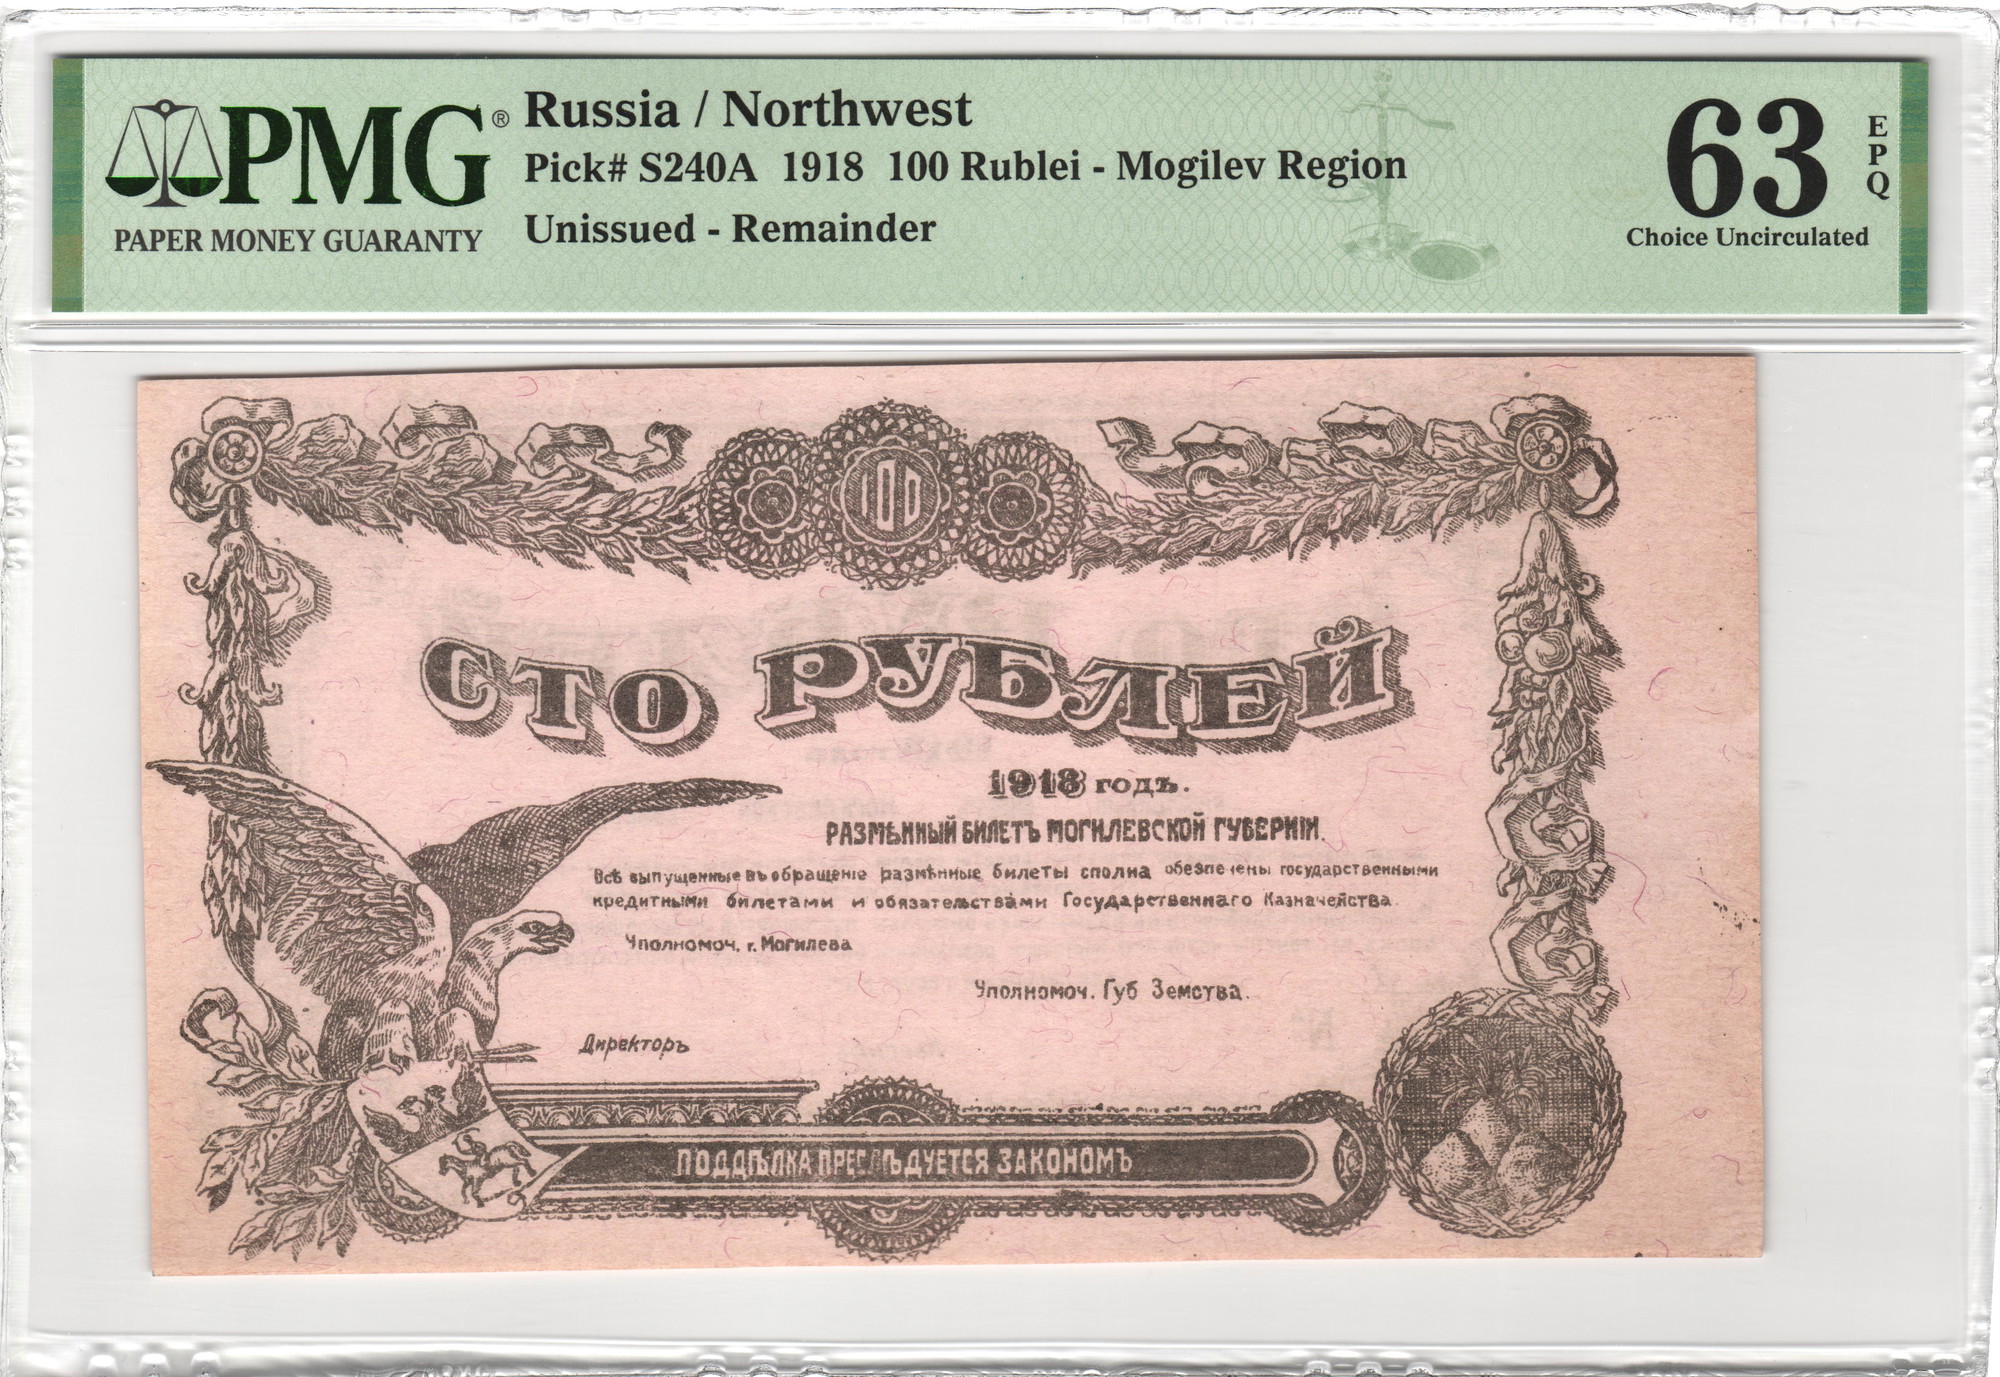 PMG®
PAPER MONEY GUARANTY
Russia / Northwest
Pick# S240A 1918 100 Rublei - Mogilev Region
Unissued - Remainder
63
EPQ
Choice Uncirculated
100
СТО РУБЛЕЙ
1918 годъ.
РАЗМѢННЫЙ БИЛЕТЪ МОГИЛЕВСКОЙ ГУБЕРНIИ.
Всѣ выпущенные въ обращенiе размѣнные билеты сполна обезпечены государственными
кредитными билетами и обязательствами Государственнаго Казначейства.
Уполномоч. г. Могилева
Уполномоч. Губ Земства.
Директоръ
ПОДДѢЛКА ПРЕСЛѢДУЕТСЯ ЗАКОНОМЪ